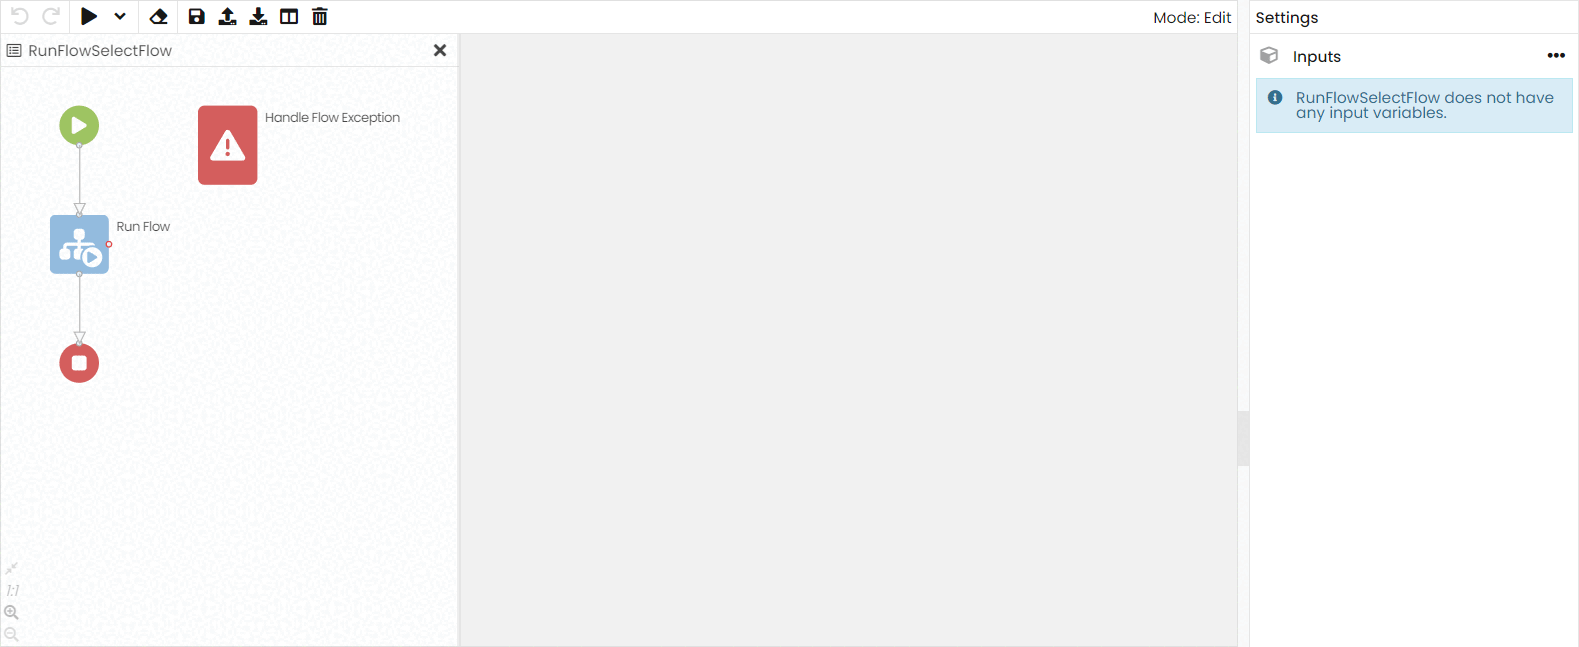 Mode: Edit
Settings
RunFlowSelectFlow
Inputs
RunFlowSelectFlow does not have
any input variables.
Handle Flow Exception
Run Flow
1:1